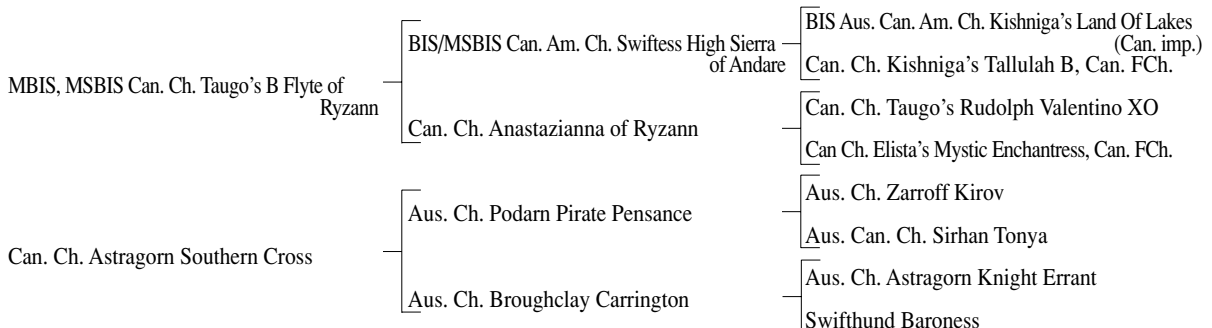 BIS Aus. Can. Am. Ch. Kishniga’s Land Of Lakes
(Can. imp.)
BIS/MSBIS Can. Am. Ch. Swiftess High Sierra
of Andare
Can. Ch. Kishniga’s Tallulah B, Can. FCh.
MBIS, MSBIS Can. Ch. Taugo’s B Flyte of
Ryzann
Can. Ch. Taugo’s Rudolph Valentino XO
Can. Ch. Anastazianna of Ryzann
Can Ch. Elista’s Mystic Enchantress, Can. FCh.
Aus. Ch. Zarroff Kirov
Aus. Ch. Podarn Pirate Pensance
Aus. Can. Ch. Sirhan Tonya
Can. Ch. Astragorn Southern Cross
Aus. Ch. Astragorn Knight Errant
Aus. Ch. Broughclay Carrington
Swifthund Baroness